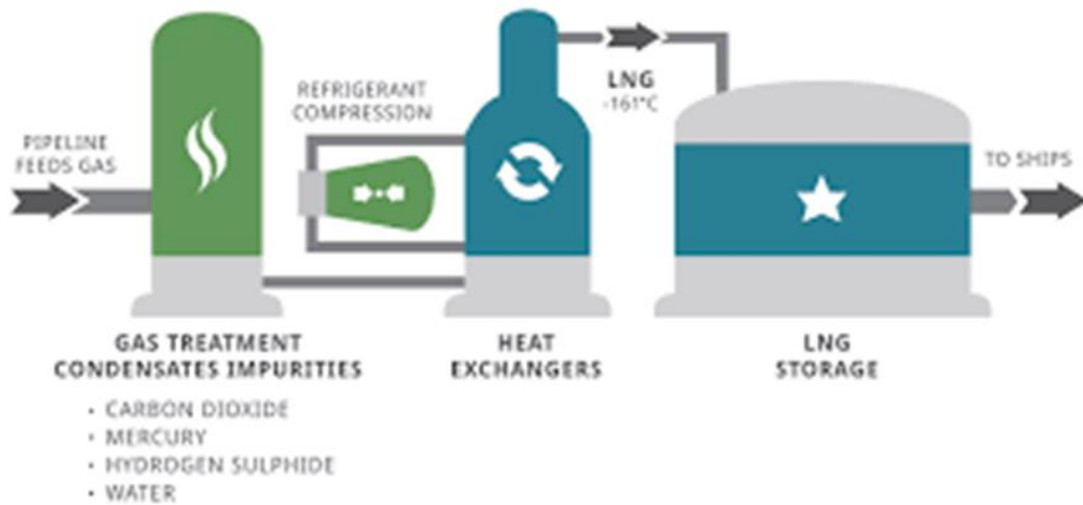 PIPELINE
FEEDS GAS
REFRIGERANT
COMPRESSION
LNG
-161°C
TO SHIPS
GAS TREATMENT
CONDENSATES IMPURITIES
• CARBON DIOXIDE
• MERCURY
• HYDROGEN SULPHIDE
• WATER
HEAT
EXCHANGERS
LNG
STORAGE